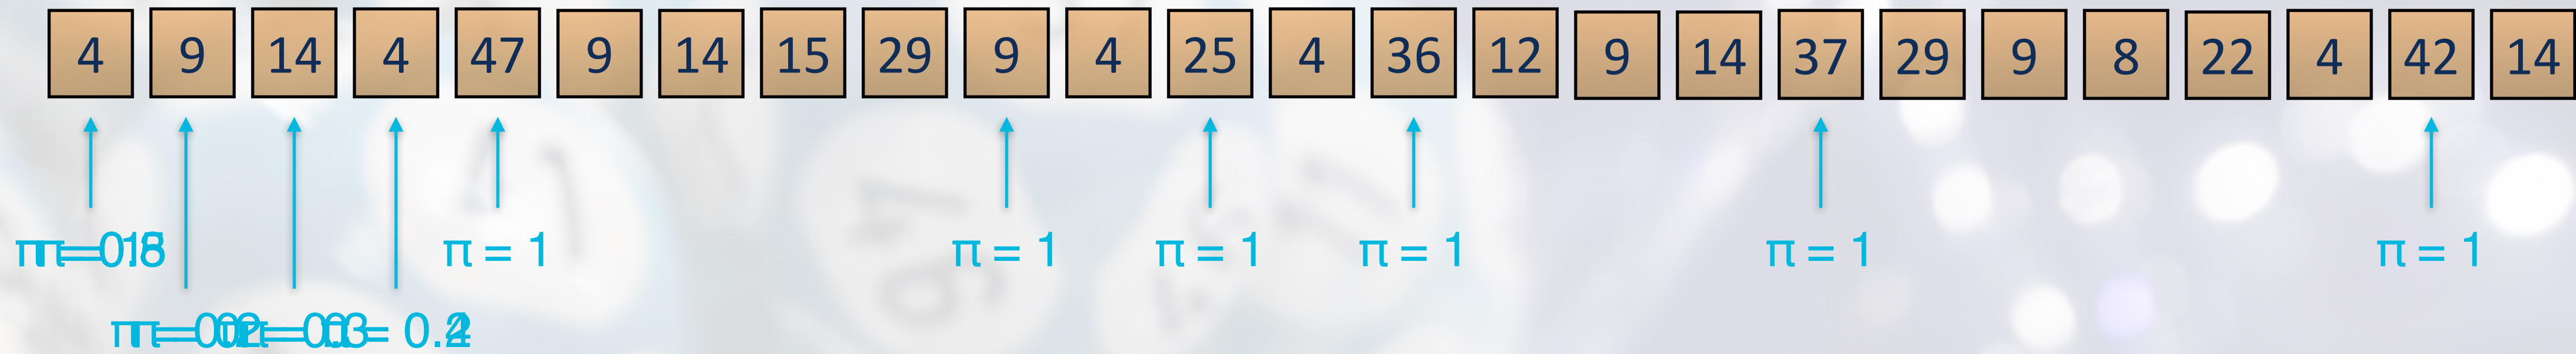 4 9 14 4 47 9 14 15 29 9 4 25 4 36 12 9 14 37 29 9 8 22 4 42 14
π = 1 π = 1 π = 1 π = 1 π = 1 π = 1